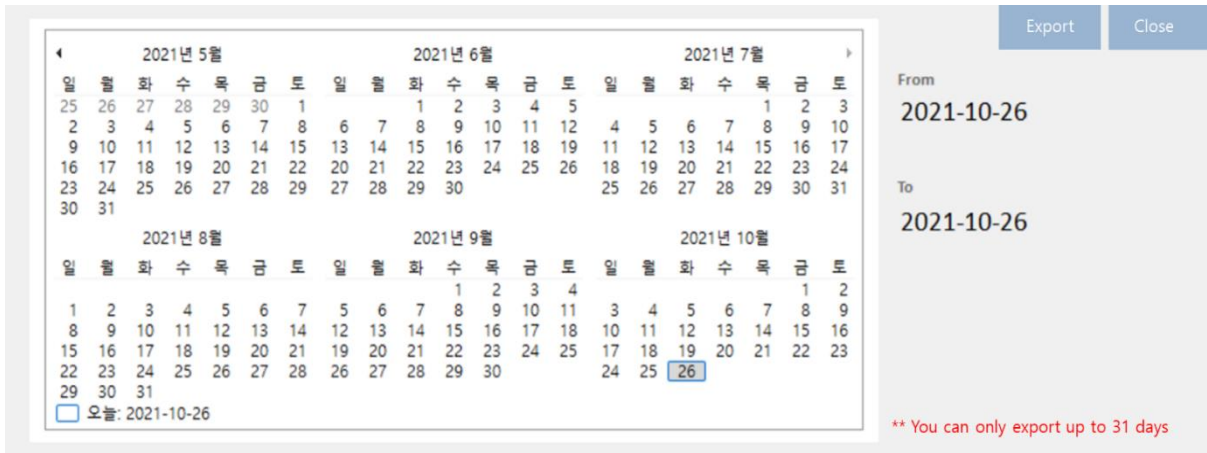 Export Close
2021년 5월 2021년 6월 2021년 7월
일 월 화 수 목 금 토 일 월 화 수 목 금 토 일 월 화 수 목 금 토
25 26 27 28 29 30 1 1 2 3 4 5 1 2 3
2 3 4 5 6 7 8 6 7 8 9 10 11 12 4 5 6 7 8 9 10
9 10 11 12 13 14 15 13 14 15 16 17 18 19 11 12 13 14 15 16 17
16 17 18 19 20 21 22 20 21 22 23 24 25 26 18 19 20 21 22 23 24
23 24 25 26 27 28 29 27 28 29 30 25 26 27 28 29 30 31
30 31
2021년 8월 2021년 9월 2021년 10월
일 월 화 수 목 금 토 일 월 화 수 목 금 토 일 월 화 수 목 금 토
1 2 3 4 1 2
1 2 3 4 5 6 7 5 6 7 8 9 10 11 3 4 5 6 7 8 9
8 9 10 11 12 13 14 12 13 14 15 16 17 18 10 11 12 13 14 15 16
15 16 17 18 19 20 21 19 20 21 22 23 24 25 17 18 19 20 21 22 23
22 23 24 25 26 27 28 26 27 28 29 30 24 25 26
29 30 31
오늘: 2021-10-26
From
2021-10-26
To
2021-10-26
** You can only export up to 31 days